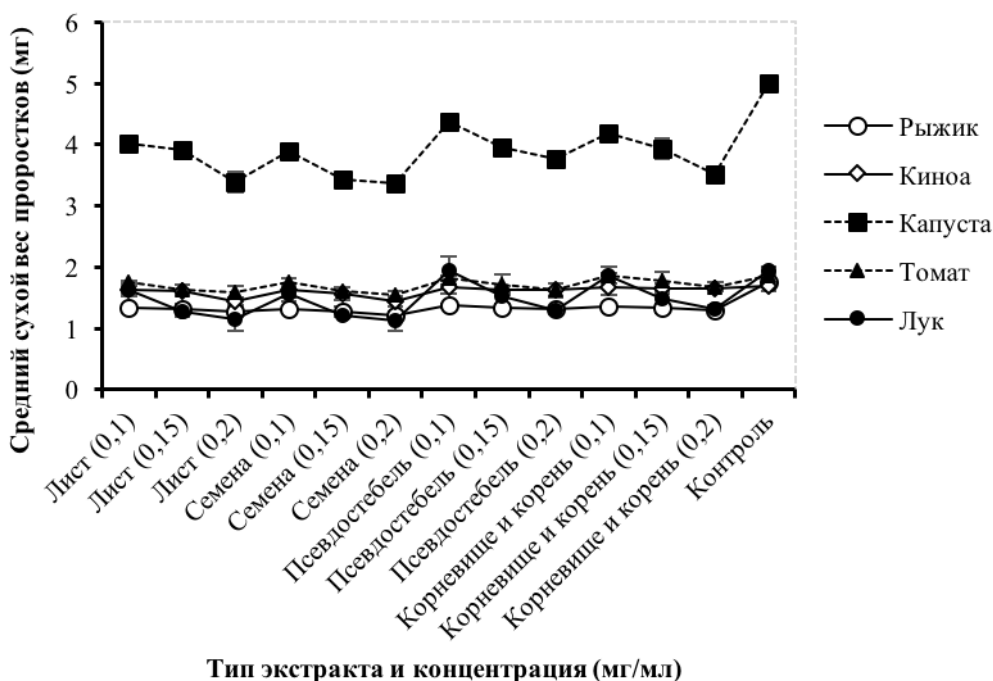 Средний сухой вес проростков (мг)
6
5
4
3
2
1
0
Лист (0,1)
Лист (0,15)
Лист (0,2)
Семена (0,1)
Семена (0,15)
Семена (0,2)
Псевдостебель (0,1)
Псевдостебель (0,15)
Псевдостебель (0,2)
Корневище и корень (0,1)
Корневище и корень (0,15)
Корневище и корень (0,2)
Контроль
Тип экстракта и концентрация (мг/мл)
Рыжик
Киноа
Капуста
Томат
Лук